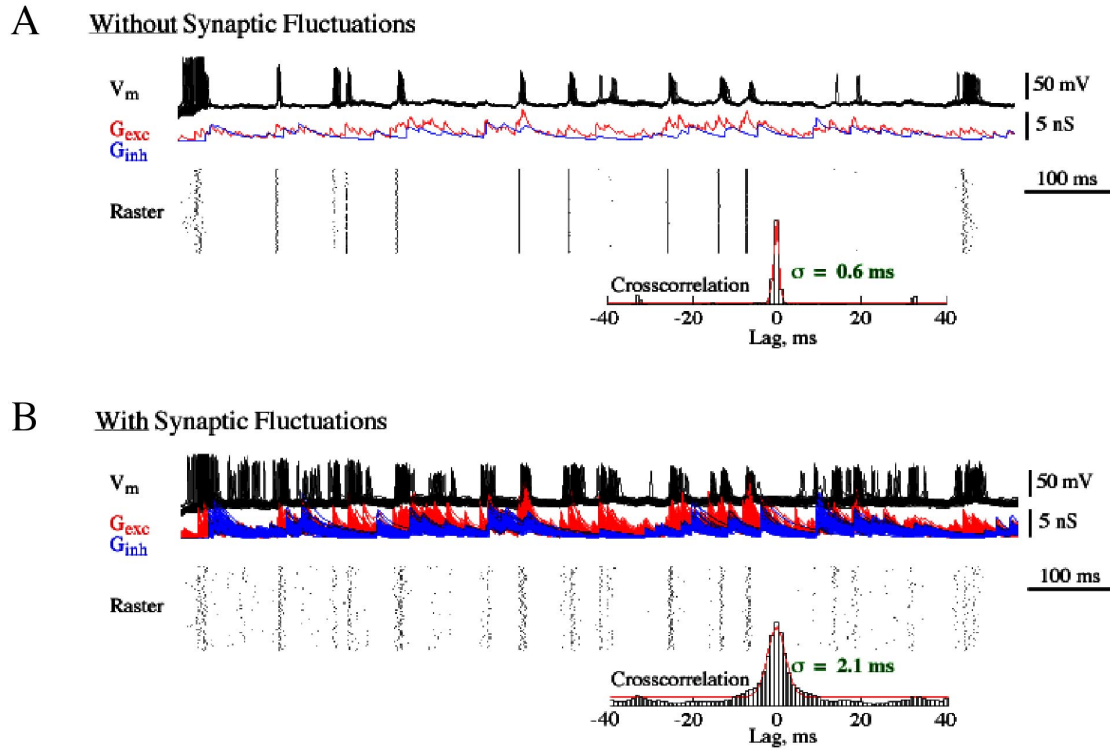 A
Without Synaptic Fluctuations
Vm
50 mV
Gexc
5 nS
Ginh
100 ms
Raster
σ = 0.6 ms
Crosscorrelation
-40 -20 0 20 40
Lag, ms
B
With Synaptic Fluctuations
Vm
50 mV
Gexc
5 nS
Ginh
100 ms
Raster
σ = 2.1 ms
Crosscorrelation
-40 -20 0 20 40
Lag, ms